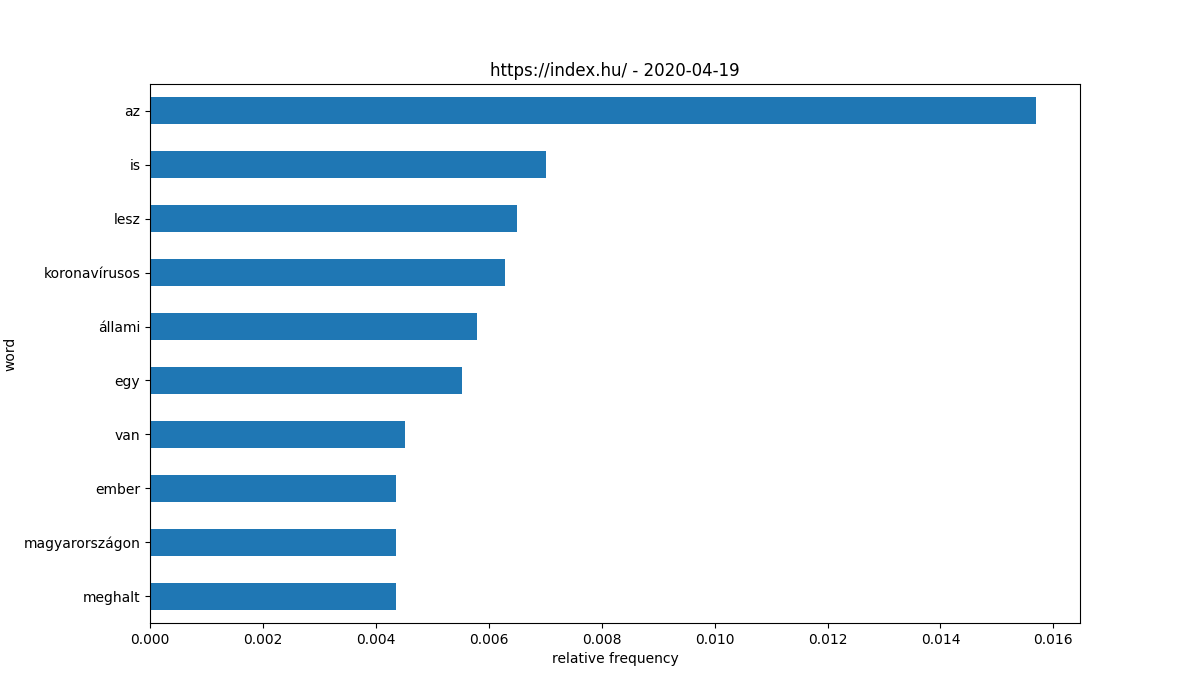 https://index.hu/ - 2020-04-19
az
is
lesz
koronavírusos
állami
egy
van
ember
magyarországon
meghalt
word
0.000 0.002 0.004 0.006 0.008 0.010 0.012 0.014 0.016
relative frequency